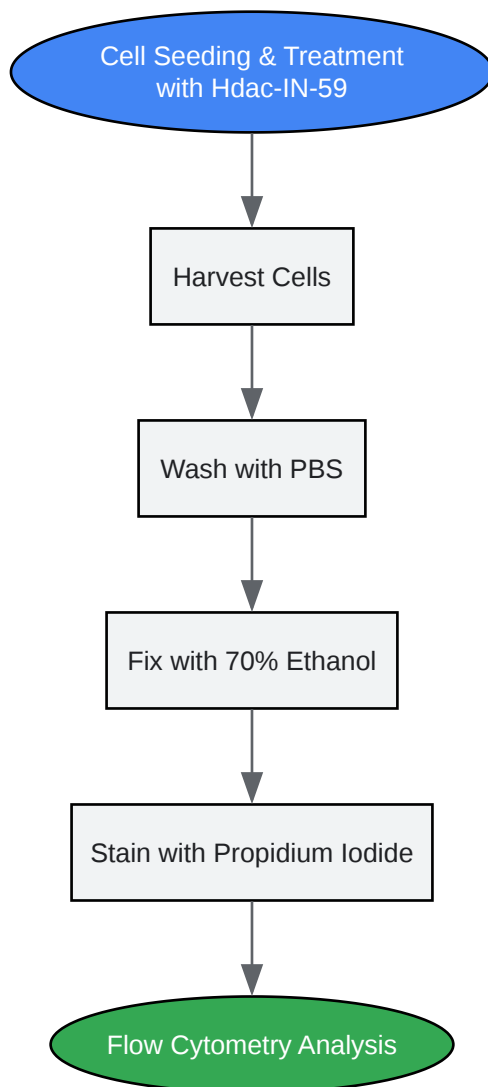 Cell Seeding & Treatment
with Hdac-IN-59
Harvest Cells
Wash with PBS
Fix with 70% Ethanol
Stain with Propidium Iodide
Flow Cytometry Analysis